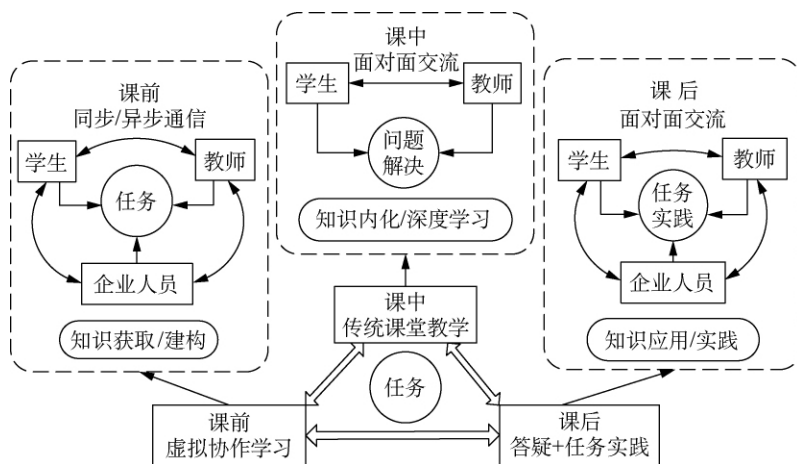 课中
面对面交流
学生
教师
问题
解决
知识内化/深度学习
课前
同步/异步通信
学生
教师
任务
企业人员
知识获取/建构
课 后
面对面交流
学生
教师
任务
实践
企业人员
知识应用/实践
课中
传统课堂教学
任务
课前
虚拟协作学习
课后
答疑+任务实践